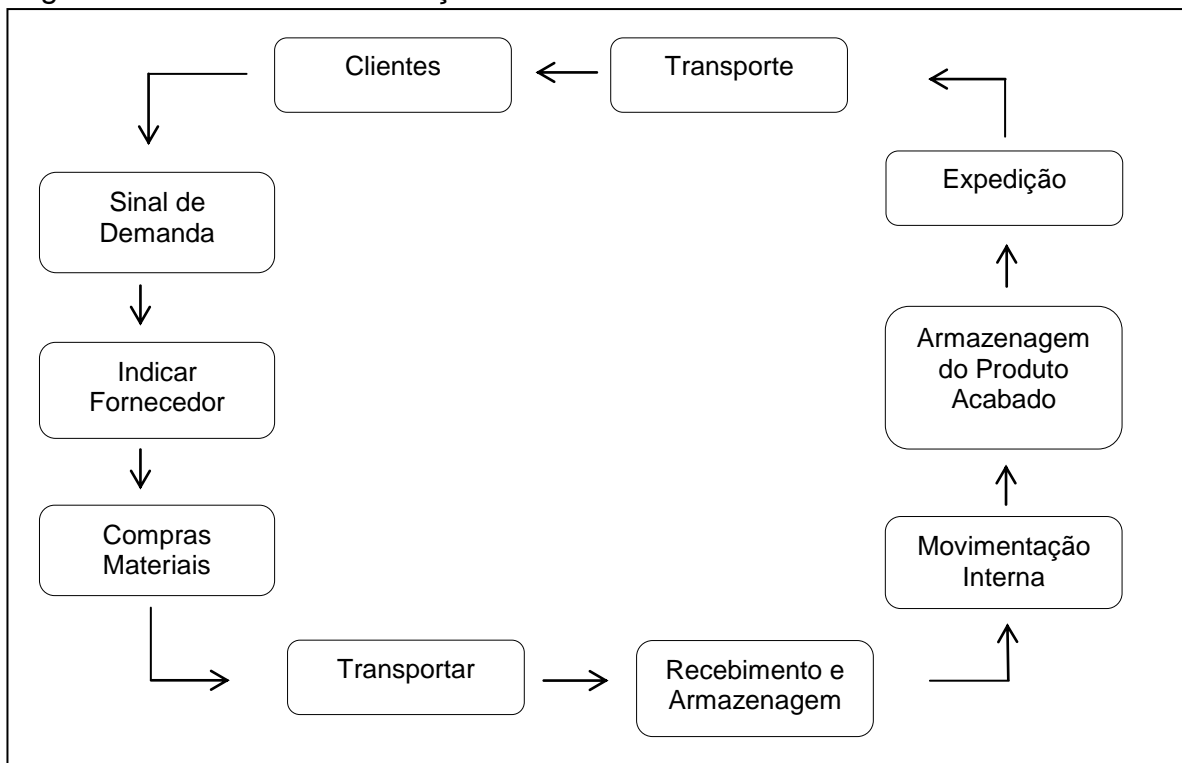 Clientes
Transporte
Expedição
Sinal de
Demanda
Armazenagem
do Produto
Acabado
Indicar
Fornecedor
Compras
Materiais
Movimentação
Interna
Transportar
Recebimento e
Armazenagem